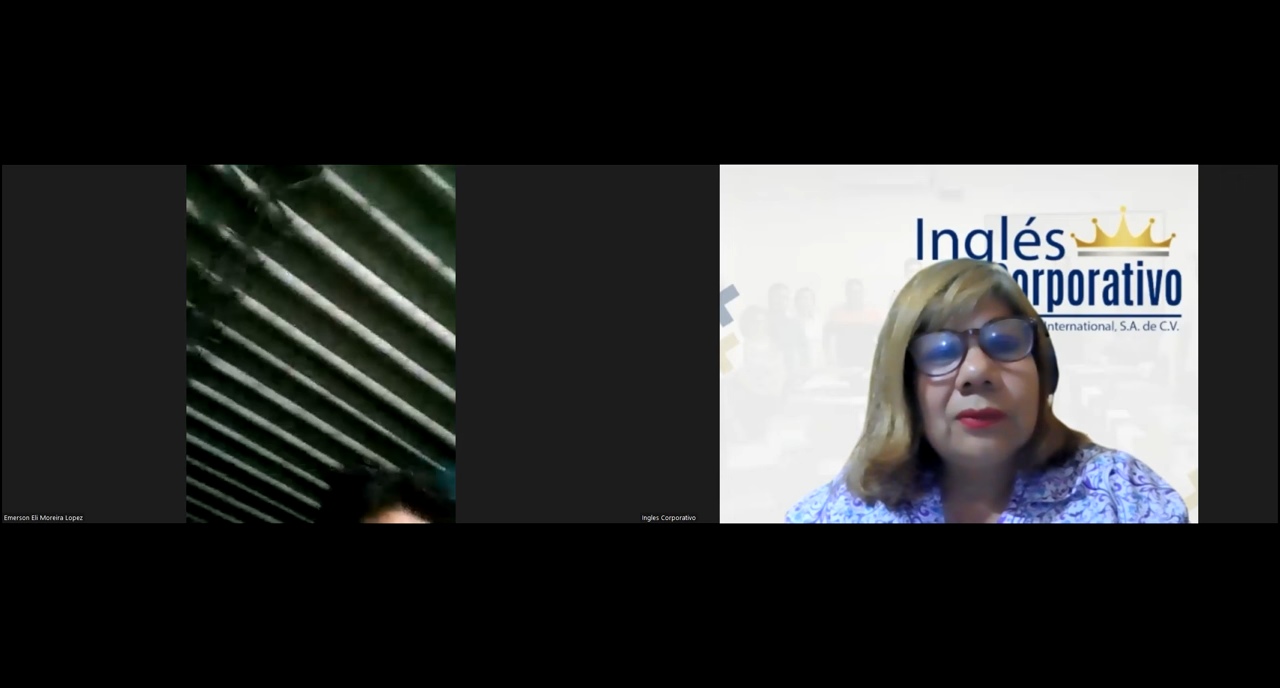 Inglés
orporativo
International, S.A. de C.V.
Emerson Eli Moreira Lopez
Ingles Corporativo